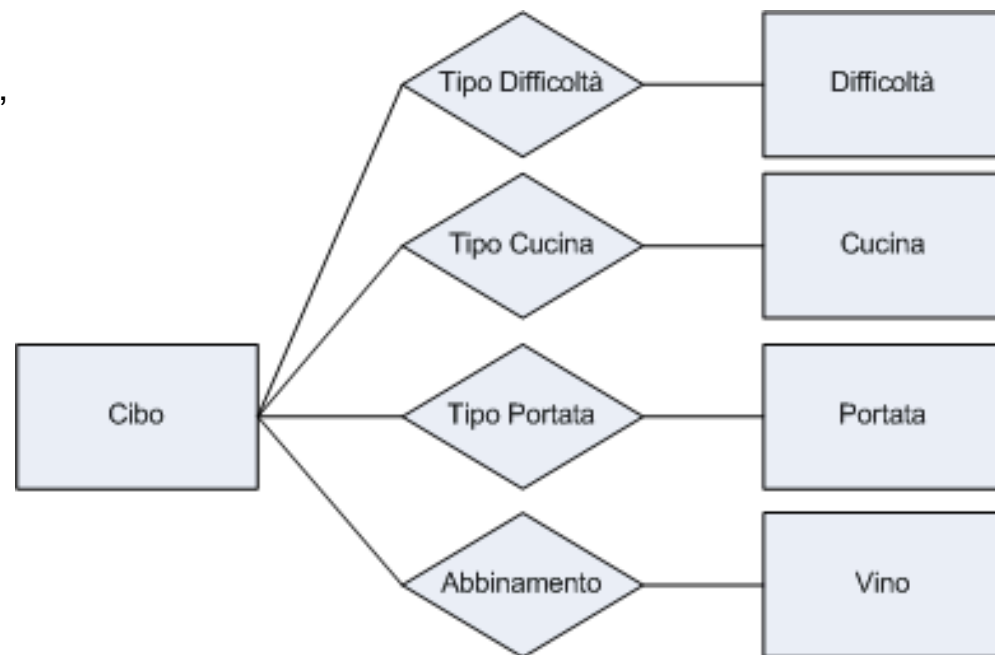 ,
Tipo Difficoltà
Difficoltà
Tipo Cucina
Cucina
Cibo
Tipo Portata
Portata
Abbinamento
Vino